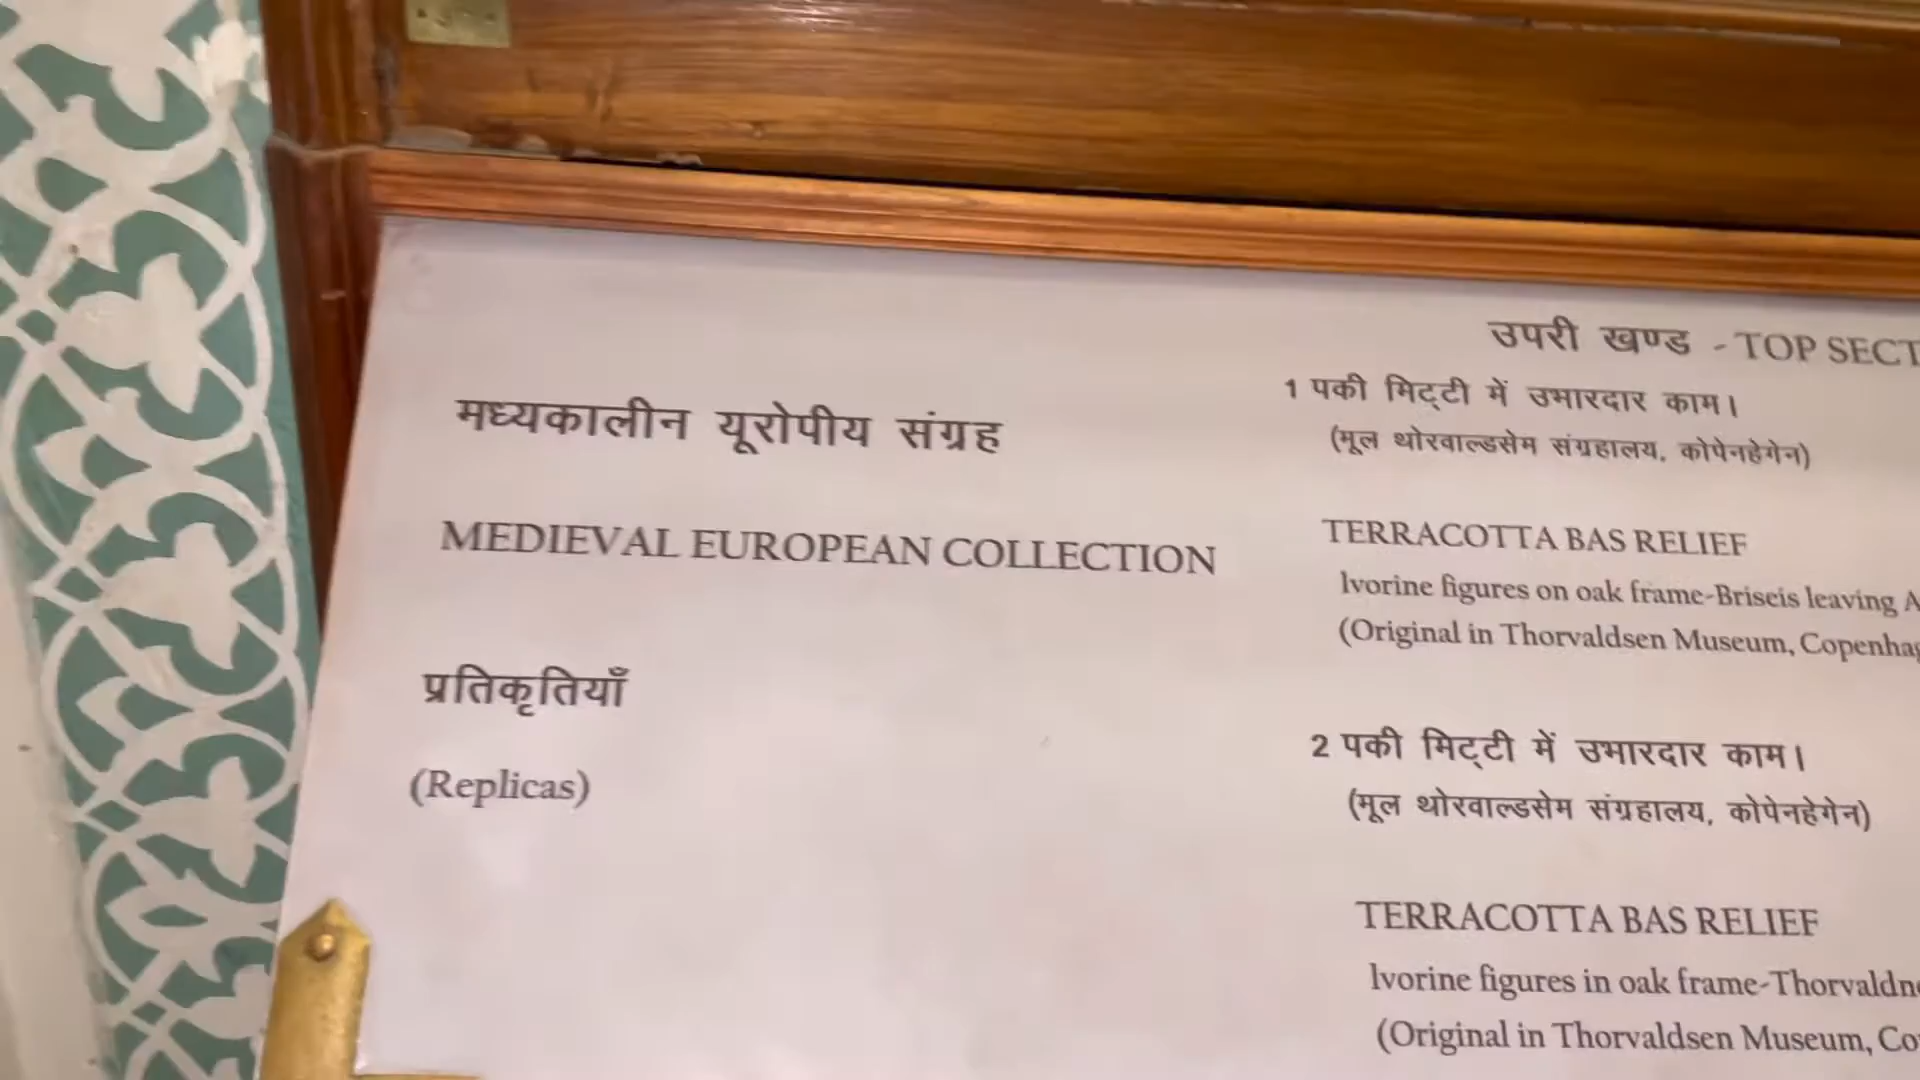 मध्यकालीन यूरोपीय संग्रह
MEDIEVAL EUROPEAN COLLECTION
प्रतिकृतियाँ
(Replicas)
उपरी खण्ड - TOP SECT
1 पकी मिट्टी में उभारदार काम।
(मूल थोरवाल्डसेम संग्रहालय, कोपेनहेगेन)
TERRACOTTA BAS RELIEF
Ivorine figures on oak frame-Briseis leaving A
(Original in Thorvaldsen Museum, Copenhag
2 पकी मिट्टी में उभारदार काम।
(मूल थोरवाल्डसेम संग्रहालय, कोपेनहेगेन)
TERRACOTTA BAS RELIEF
Ivorine figures in oak frame-Thorvaldn
(Original in Thorvaldsen Museum, Co